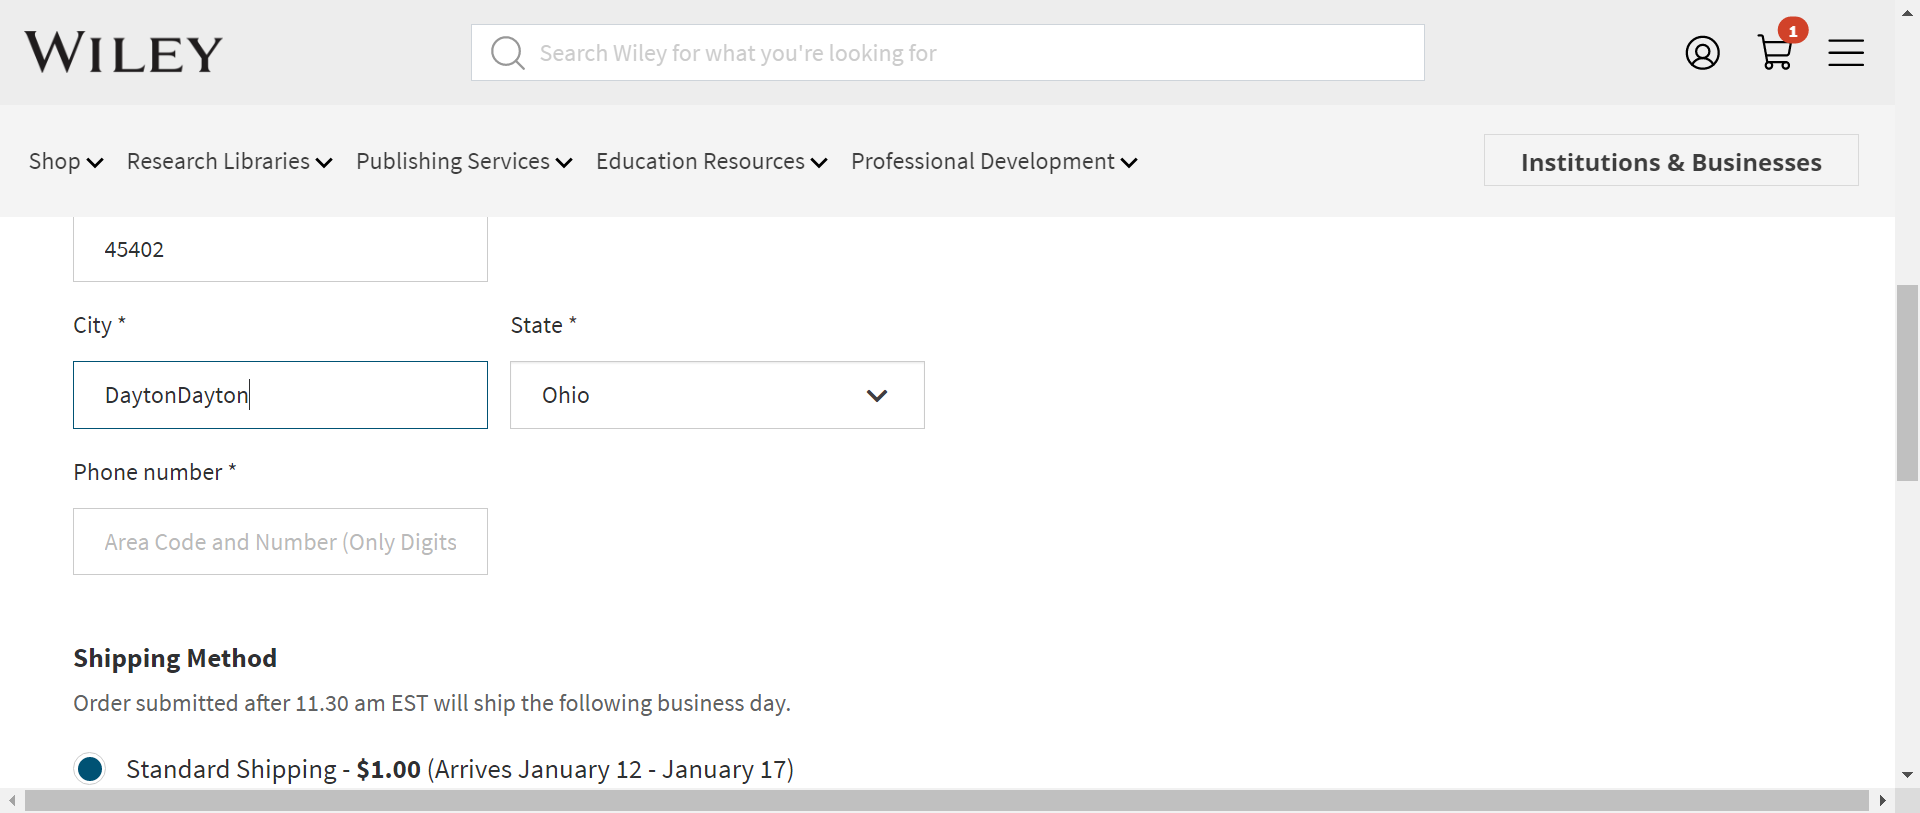 WILEY
Search Wiley for what you're looking for
1
Shop
Research Libraries
Publishing Services
Education Resources
Professional Development
Institutions & Businesses
45402
City *
State *
DaytonDayton
Ohio
Phone number *
Area Code and Number (Only Digits
Shipping Method
Order submitted after 11.30 am EST will ship the following business day.
Standard Shipping - $1.00 (Arrives January 12 - January 17)